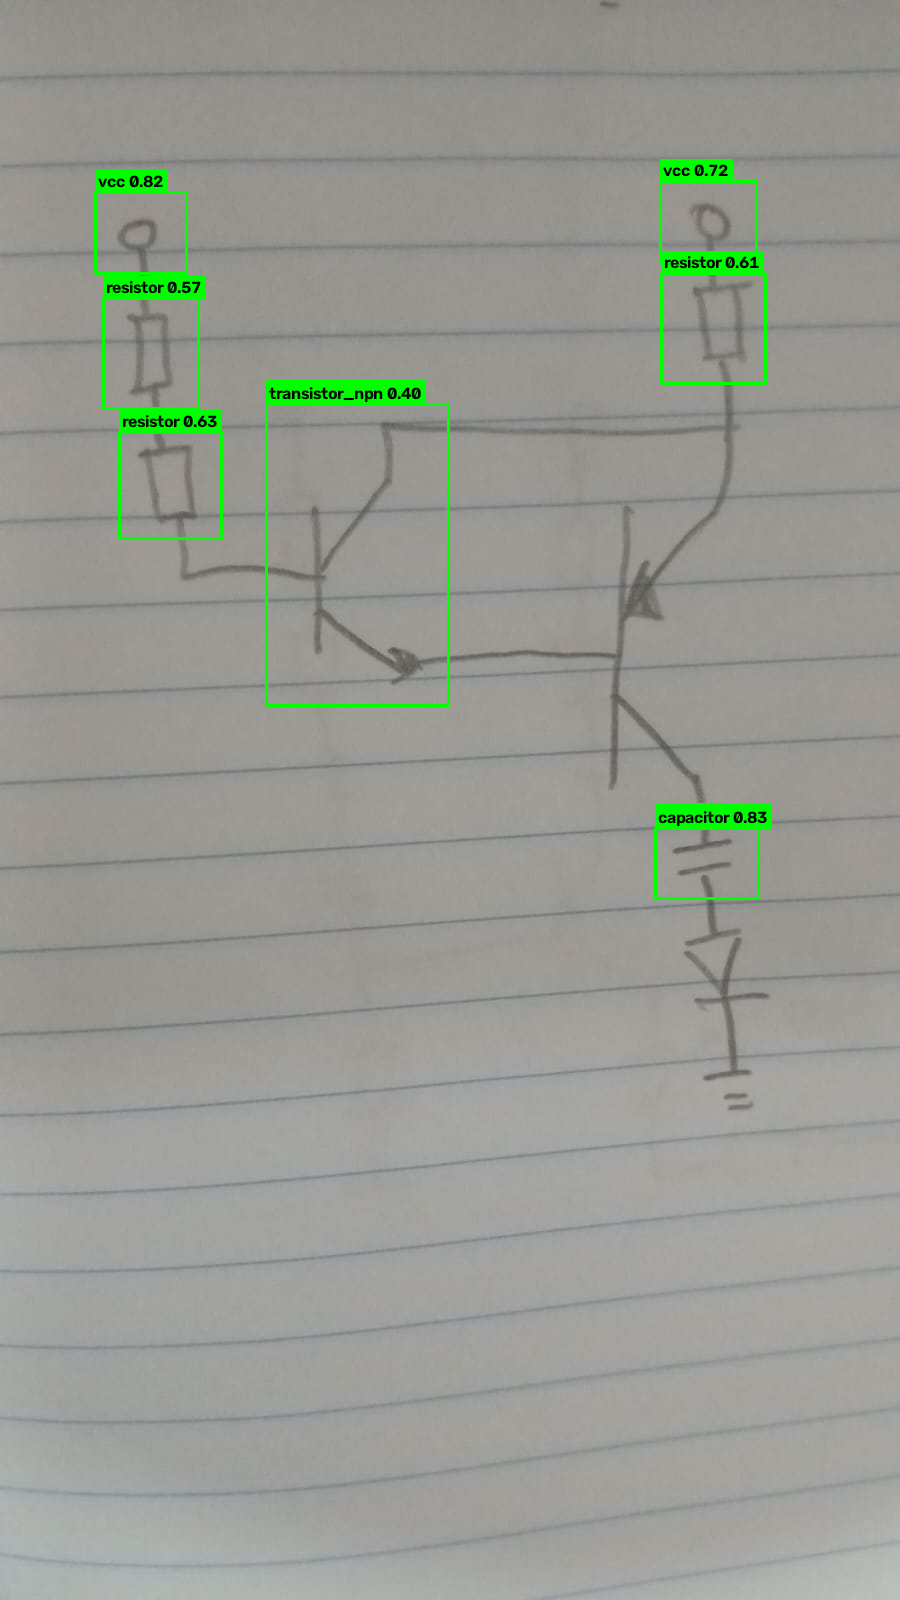 vcc 0.82
vcc 0.72
resistor 0.57
resistor 0.61
resistor 0.63
transistor_npn 0.40
capacitor 0.83